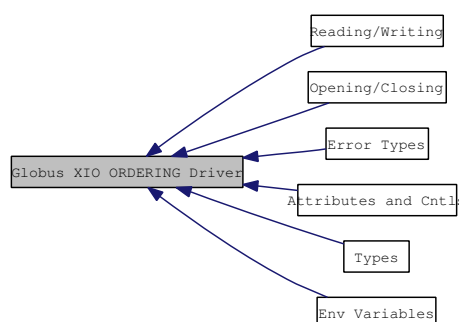 Reading/Writing
Opening/Closing
Error Types
Globus XIO ORDERING Driver
Attributes and Cntls
Types
Env Variables